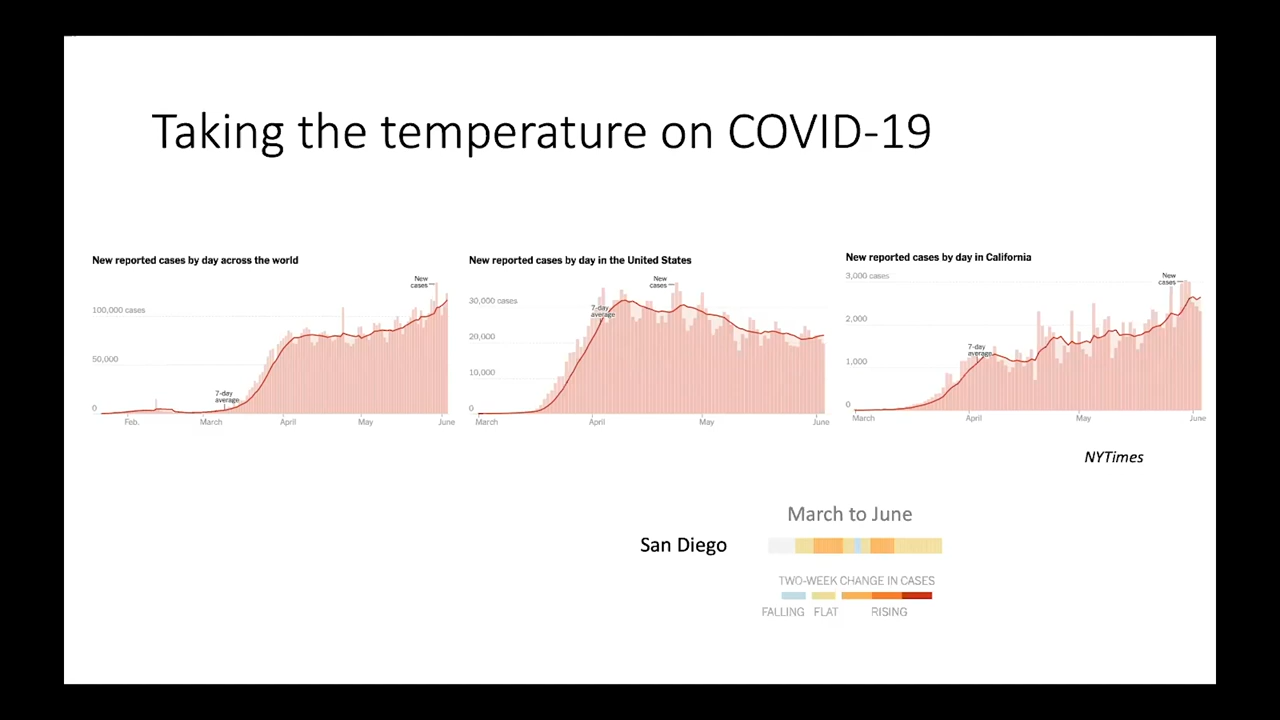 Taking the temperature on COVID-19
New reported cases by day across the world
New
cases
100,000 cases
50,000
7-day
average
0
Feb. March April May June
New reported cases by day in the United States
New
cases
30,000 cases
7-day
average
20,000
10,000
0
March April May June
New reported cases by day in California
3,000 cases
New
cases
2,000
7-day
average
1,000
0
March April May June
NYTimes
March to June
San Diego
TWO-WEEK CHANGE IN CASES
FALLING FLAT RISING